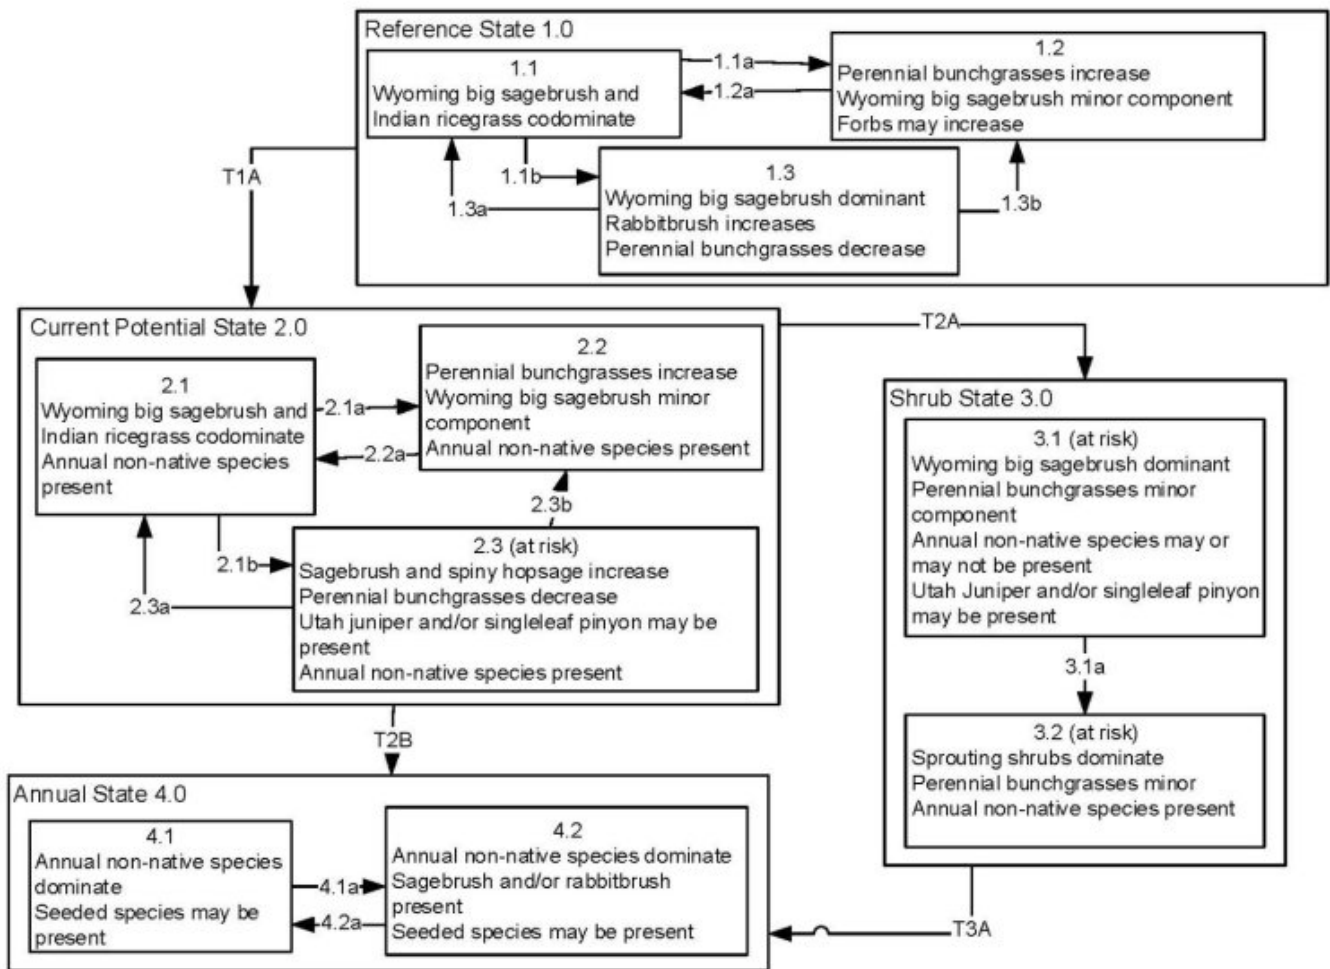 Reference State 1.0
1.1
Wyoming big sagebrush and
Indian ricegrass codominate
1.1a
1.2a
1.2
Perennial bunchgrasses increase
Wyoming big sagebrush minor component
Forbs may increase
1.1b
1.3a
1.3
Wyoming big sagebrush dominant
Rabbitbrush increases
Perennial bunchgrasses decrease
1.3b
T1A
Current Potential State 2.0
2.1
Wyoming big sagebrush and
Indian ricegrass codominate
Annual non-native species
present
2.1a
2.2a
2.2
Perennial bunchgrasses increase
Wyoming big sagebrush minor
component
Annual non-native species present
2.3b
2.1b
2.3a
2.3 (at risk)
Sagebrush and spiny hopsage increase
Perennial bunchgrasses decrease
Utah juniper and/or singleleaf pinyon may be
present
Annual non-native species present
T2A
Shrub State 3.0
3.1 (at risk)
Wyoming big sagebrush dominant
Perennial bunchgrasses minor
component
Annual non-native species may or
may not be present
Utah Juniper and/or singleleaf pinyon
may be present
3.1a
3.2 (at risk)
Sprouting shrubs dominate
Perennial bunchgrasses minor
Annual non-native species present
T2B
Annual State 4.0
4.1
Annual non-native species
dominate
Seeded species may be
present
4.1a
4.2a
4.2
Annual non-native species dominate
Sagebrush and/or rabbitbrush
present
Seeded species may be present
T3A